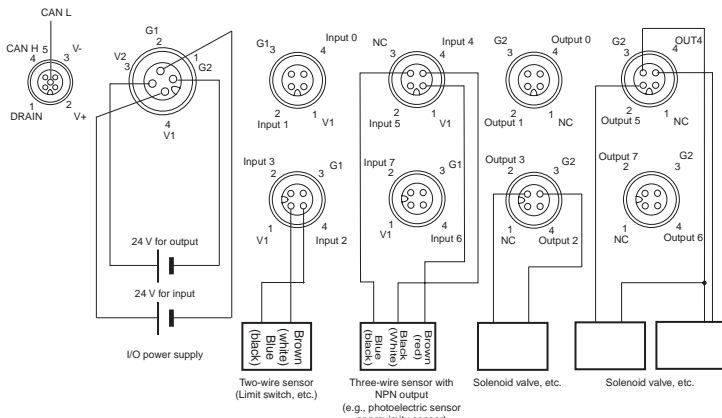 CAN L
CAN H 5 V-
4 3
1 2
DRAIN V+
G1
2
V2
3
1
G2
4
V1
24 V for output
24 V for input
I/O power supply
G1 Input 0
3 4
2 1
Input 1 V1
Input 3 G1
2 3
1 4
V1 Input 2
Brown
(white)
Blue
(black)
Two-wire sensor
(Limit switch, etc.)
NC Input 4
3 4
2 1
Input 5 V1
Input 7 G1
2 3
1 4
V1 Input 6
Brown
(red)
Black
(White)
Blue
(black)
Three-wire sensor with
NPN output
(e.g., photoelectric sensor
or proximity sensor)
G2 Output 0
3 4
2 1
Output 1 NC
Output 3 G2
2 3
1 4
NC Output 2
Solenoid valve, etc.
G2 OUT4
3 4
2 1
Output 5 NC
Output 7 G2
2 3
1 4
NC Output 6
Solenoid valve, etc.